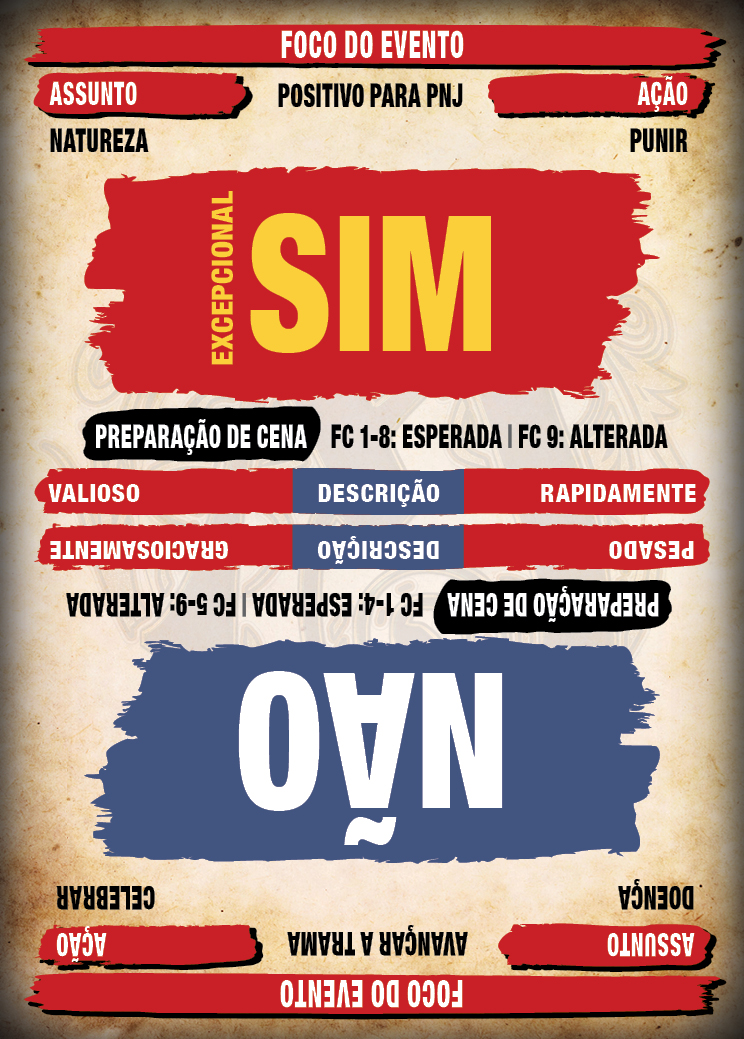 FOCO DO EVENTO
ASSUNTO POSITIVO PARA PNJ AÇÃO
NATUREZA PUNIR
EXCEPCIONAL
SIM
PREPARAÇÃO DE CENA FC 1-8: ESPERADA | FC 9: ALTERADA
VALIOSO DESCRIÇÃO RAPIDAMENTE
PESADO DESCRIÇÃO GRACIOSAMENTE
PREPARAÇÃO DE CENA FC 1-4: ESPERADA | FC 5-9: ALTERADA
NÃO
DOENÇA CELEBRAR
ASSUNTO AVANÇAR A TRAMA AÇÃO
FOCO DO EVENTO